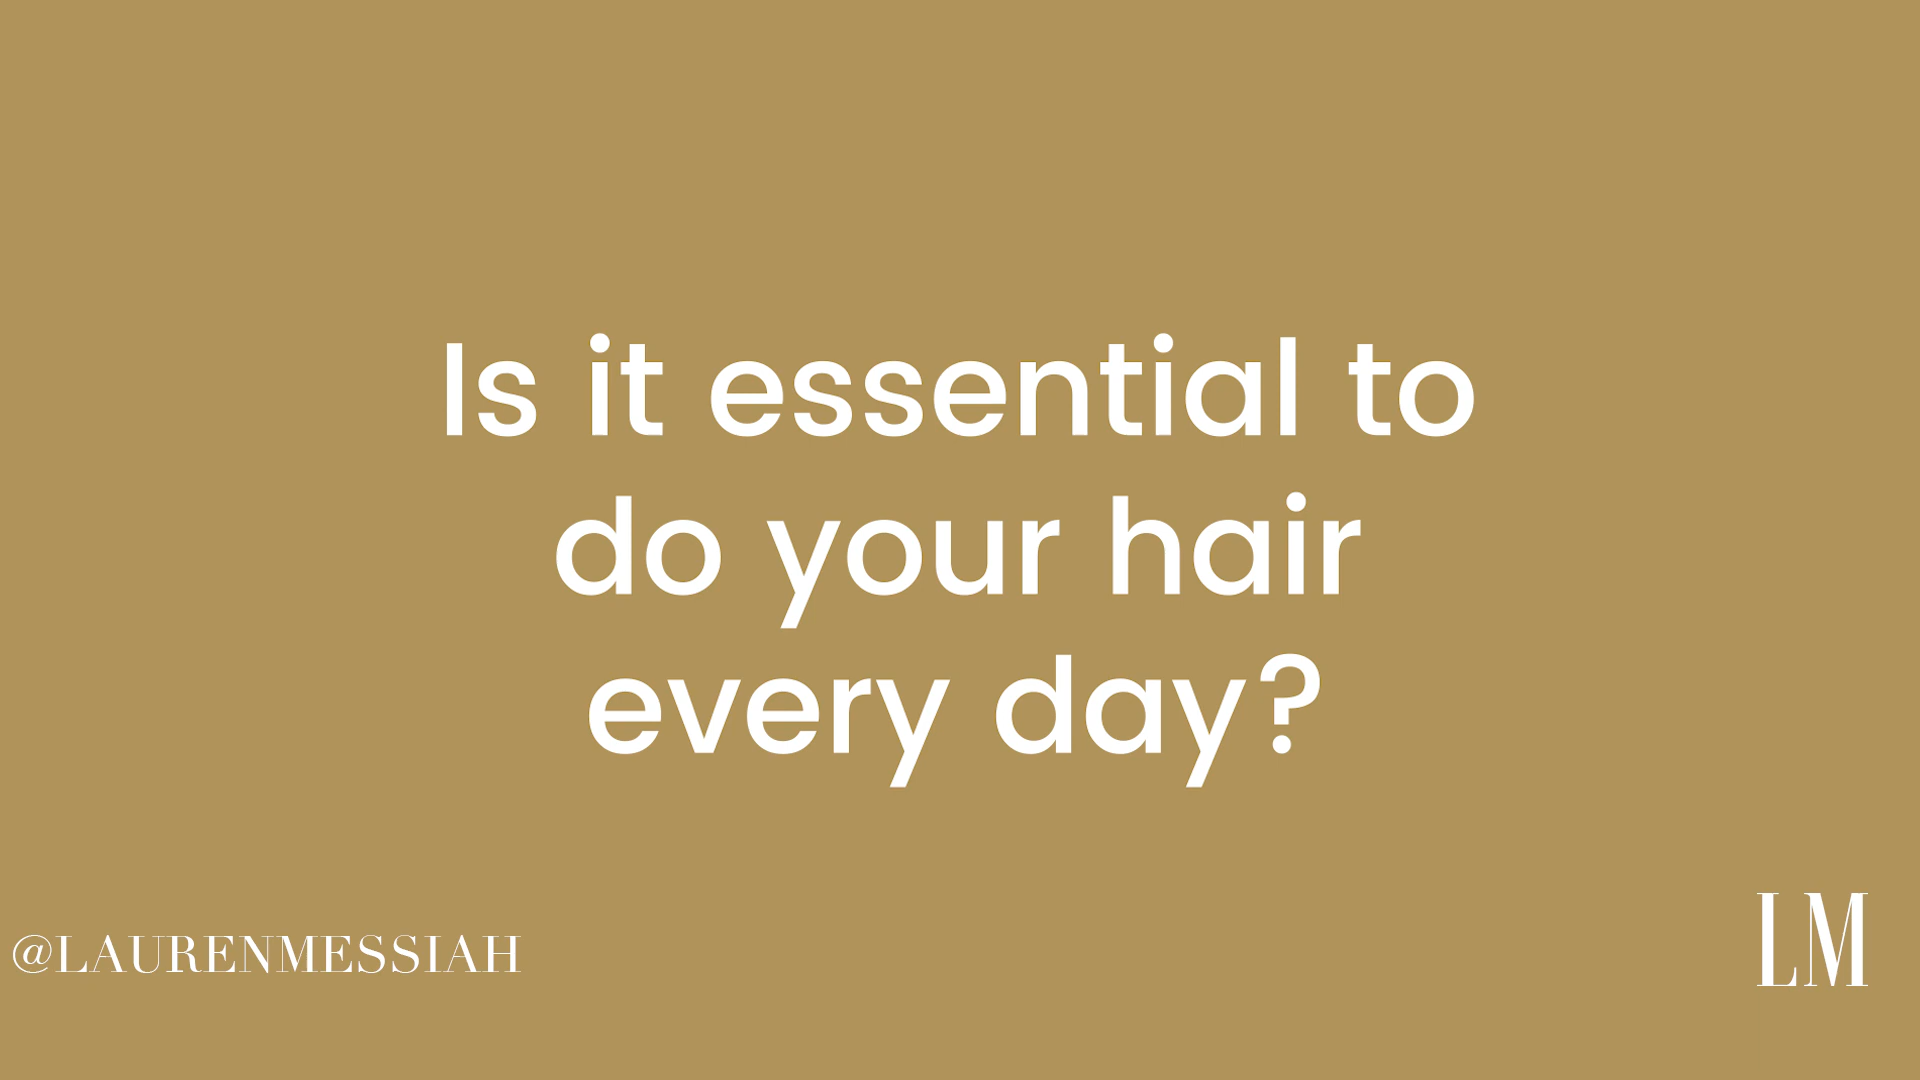 Is it essential to
do your hair
every day?
@LAURENMESSIAH
LM